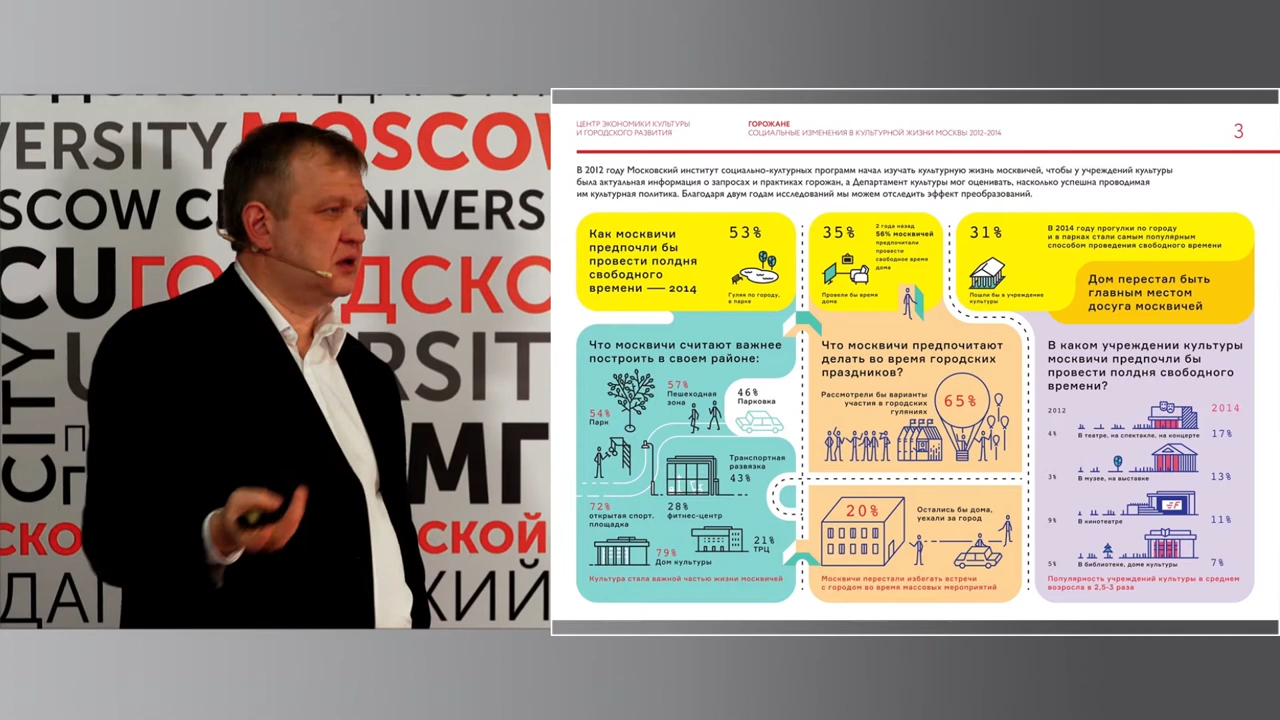 VERSITY MOSCOW
SCOW CI NIVERS
CU ГО ДСКО
U RSIT
CITY
МГ
СКО СКОЙ
ДАГ КИЙ
ЦЕНТР ЭКОНОМИКИ КУЛЬТУРЫ
И ГОРОДСКОГО РАЗВИТИЯ
ГОРОЖАНЕ
СОЦИАЛЬНЫЕ ИЗМЕНЕНИЯ В КУЛЬТУРНОЙ ЖИЗНИ МОСКВЫ 2012-2014
3
В 2012 году Московский институт социально-культурных программ начал изучать культурную жизнь москвичей, чтобы у учреждений культуры
была актуальная информация о запросах и практиках горожан, а Департамент культуры мог оценивать, насколько успешна проводимая
им культурная политика. Благодаря двум годам исследований мы можем отследить эффект преобразований.
Как москвичи
предпочли бы
провести полдня
свободного
времени — 2014
53%
Гуляя по городу,
в парке
35%
2 года назад
56% москвичей
предпочитали
провести
свободное время
дома
Провели бы время
дома
31%
Пошли бы в учреждение
культуры
В 2014 году прогулки по городу
и в парках стали самым популярным
способом проведения свободного времени
Дом перестал быть
главным местом
досуга москвичей
Что москвичи считают важнее
построить в своем районе:
57%
Пешеходная
зона
46%
Парковка
54%
Парк
Транспортная
развязка
43%
72%
открытая спорт.
площадка
28%
фитнес-центр
21%
ТРЦ
79%
Дом культуры
Культура стала важной частью жизни москвичей
Что москвичи предпочитают
делать во время городских
праздников?
Рассмотрели бы варианты
участия в городских
гуляниях
65%
20%
Остались бы дома,
уехали за город
Москвичи перестали избегать встречи
с городом во время массовых мероприятий
В каком учреждении культуры
москвичи предпочли бы
провести полдня свободного
времени?
2012
2014
4%
В театре, на спектакле, на концерте
17%
3%
В музее, на выставке
13%
9%
В кинотеатре
11%
5%
В библиотеке, доме культуры
7%
Популярность учреждений культуры в среднем
возросла в 2,5-3 раза